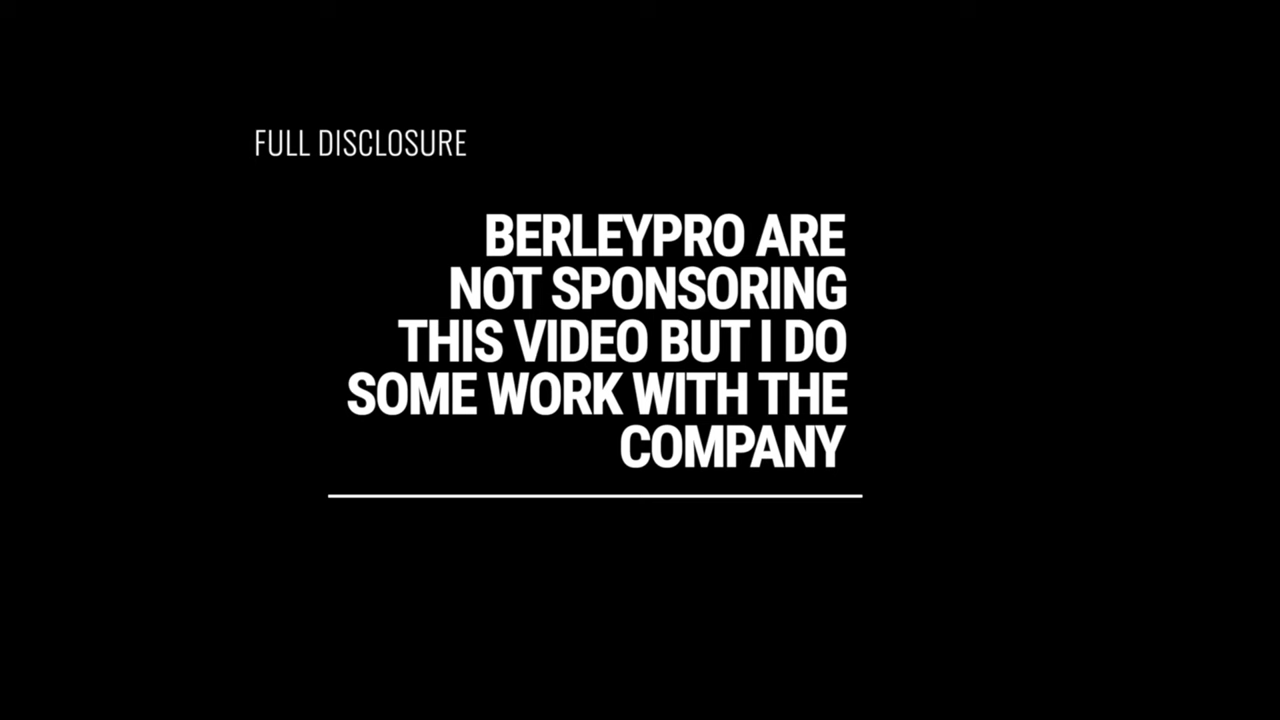 FULL DISCLOSURE
BERLEYPRO ARE
NOT SPONSORING
THIS VIDEO BUT I DO
SOME WORK WITH THE
COMPANY